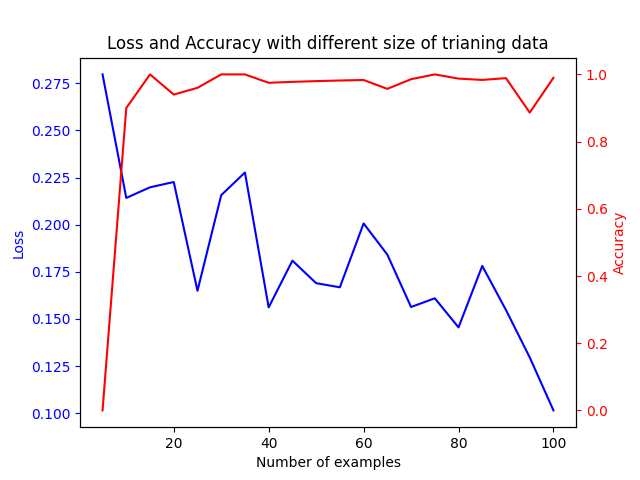 Loss and Accuracy with different size of trianing data
0.275
0.250
0.225
0.200
0.175
0.150
0.125
0.100
Loss
1.0
0.8
0.6
0.4
0.2
0.0
Accuracy
20 40 60 80 100
Number of examples